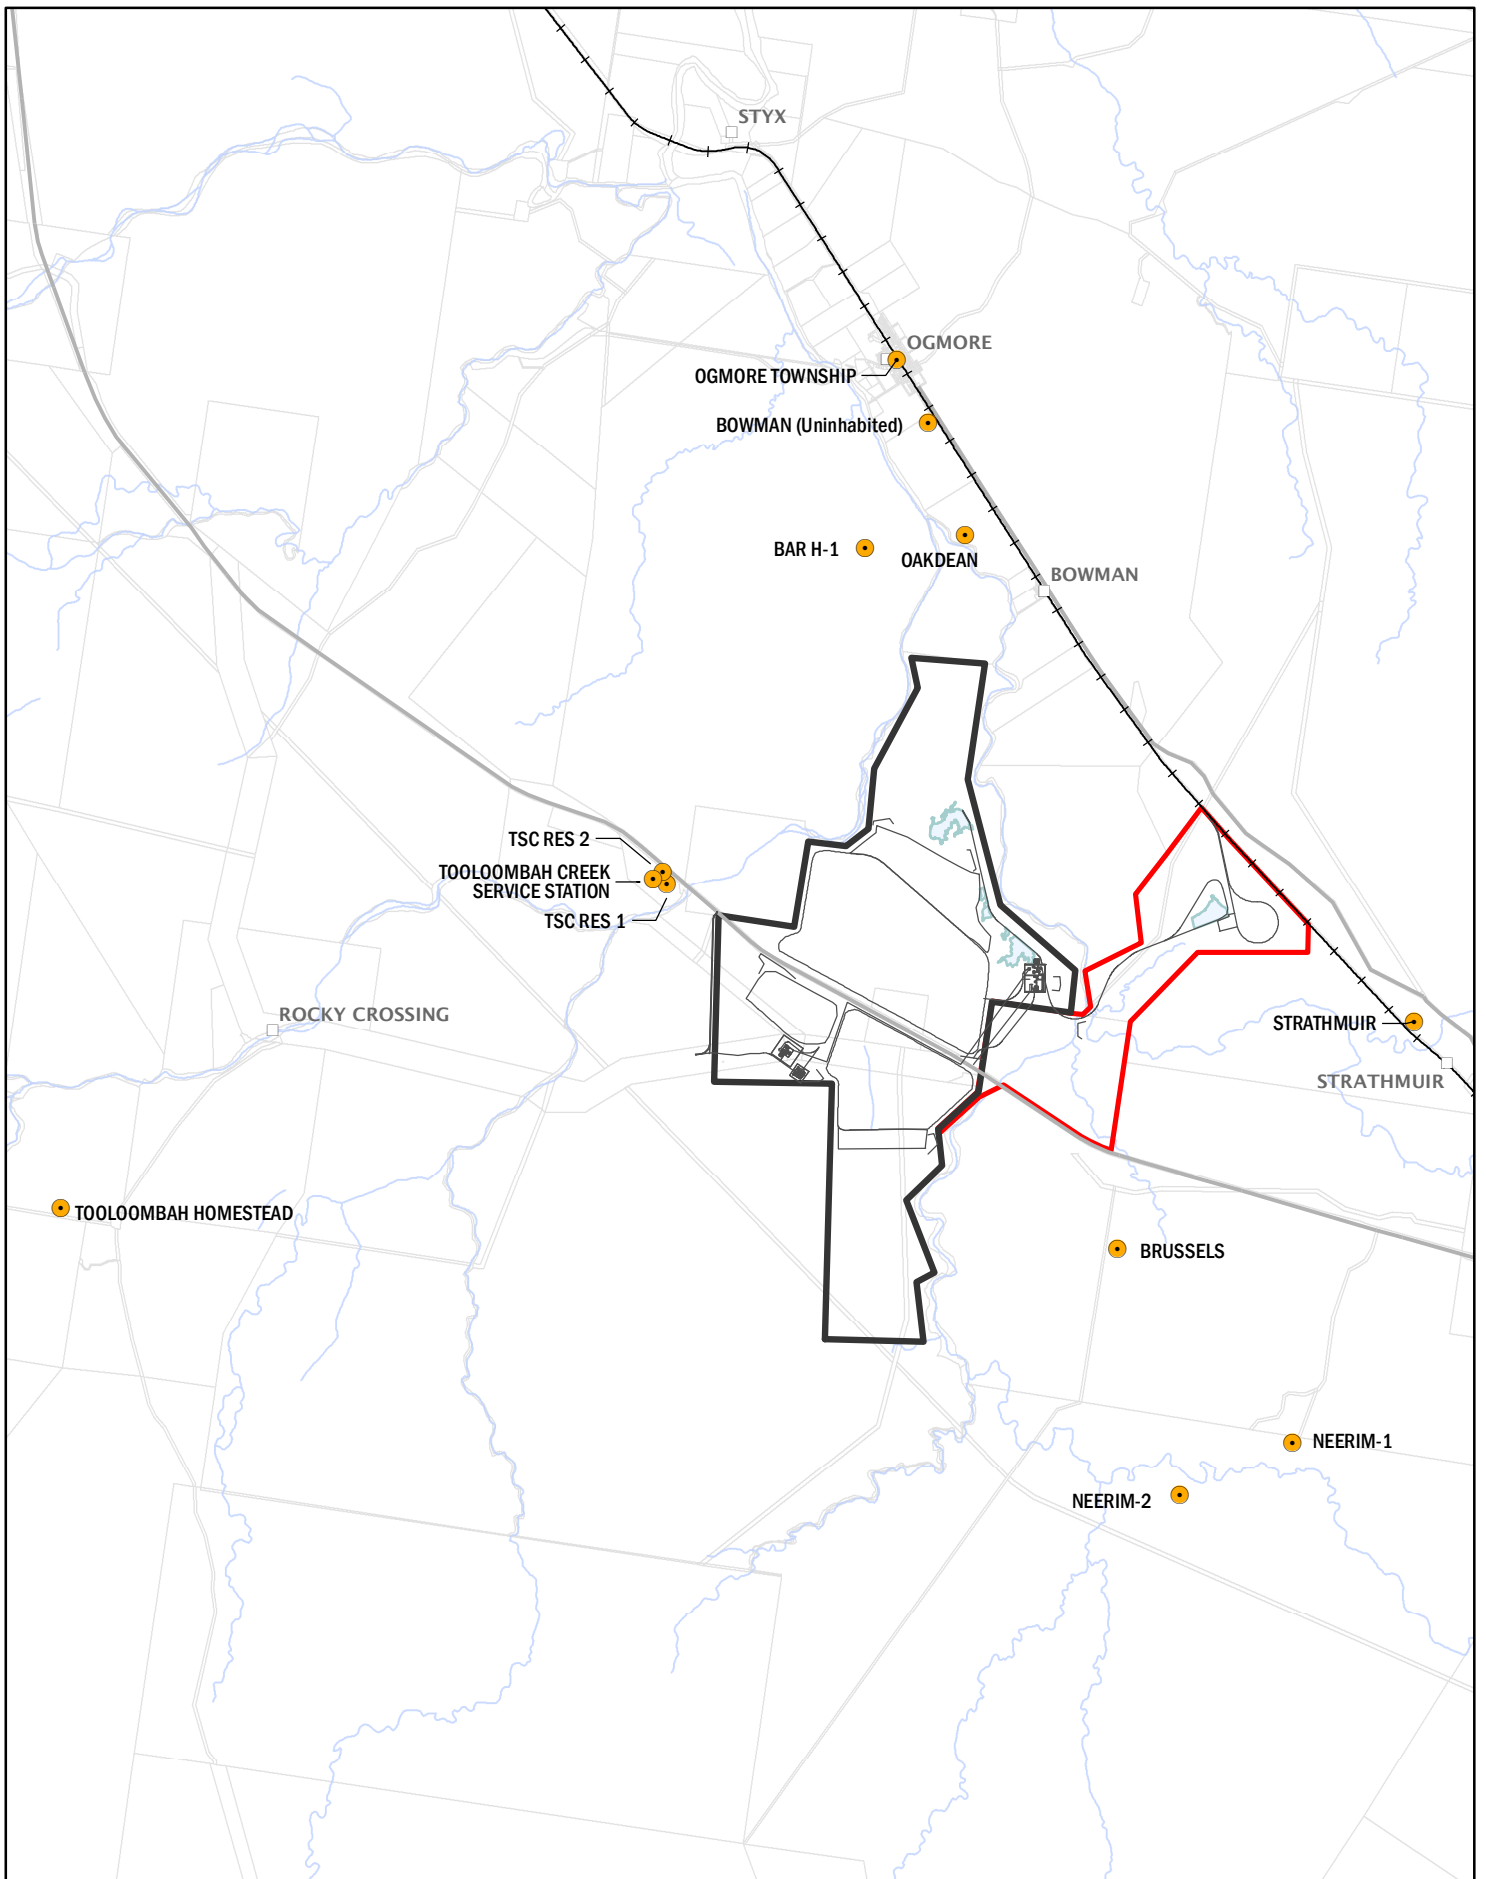 STYX
OGMORE
OGMORE TOWNSHIP
BOWMAN (Uninhabited)
BAR H-1
OAKDEAN
BOWMAN
TSC RES 2
TOOLOOMBAH CREEK
SERVICE STATION
TSC RES 1
ROCKY CROSSING
STRATHMUIR
STRATHMUIR
TOOLOOMBAH HOMESTEAD
BRUSSELS
NEERIM-1
NEERIM-2